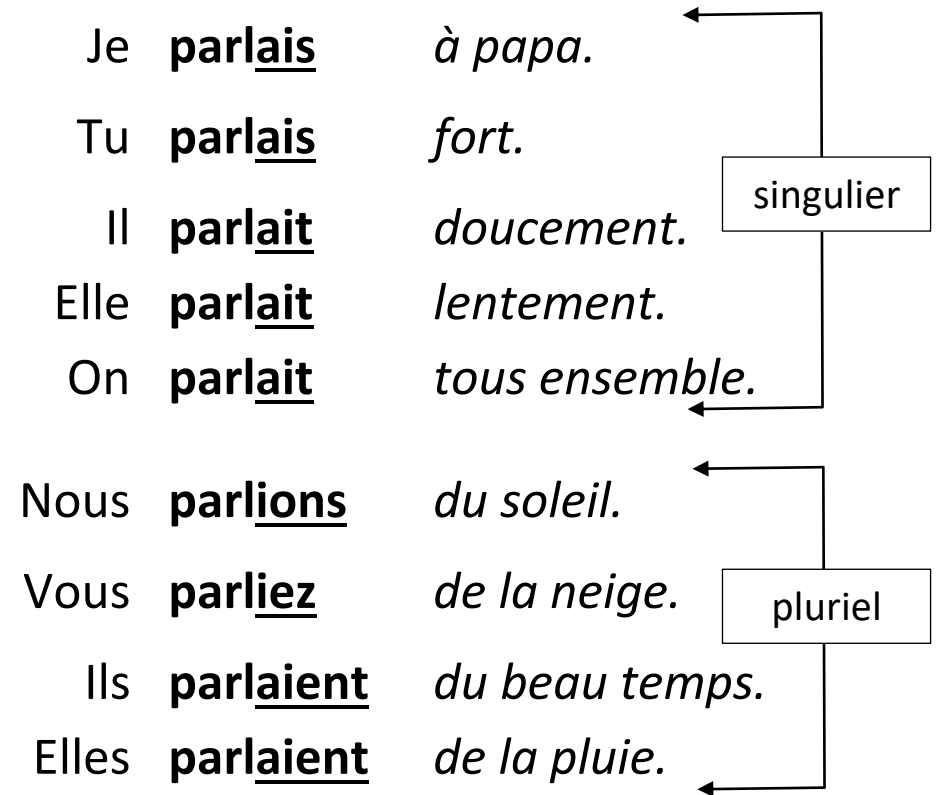 Je parlais à papa.
Tu parlais fort.
singulier
Il parlait doucement.
Elle parlait lentement.
On parlait tous ensemble.
Nous parlions du soleil.
Vous parliez de la neige.
pluriel
Ils parlaient du beau temps.
Elles parlaient de la pluie.